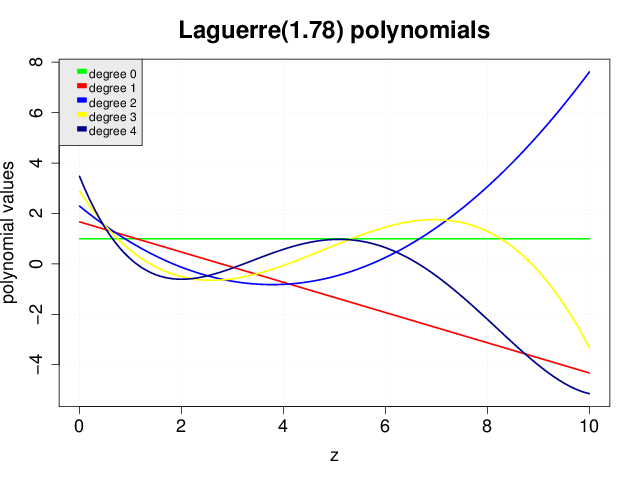 Laguerre(1.78) polynomials
degree 0
degree 1
degree 2
degree 3
degree 4
polynomial values
8
6
4
2
0
−2
−4
0 2 4 6 8 10
z